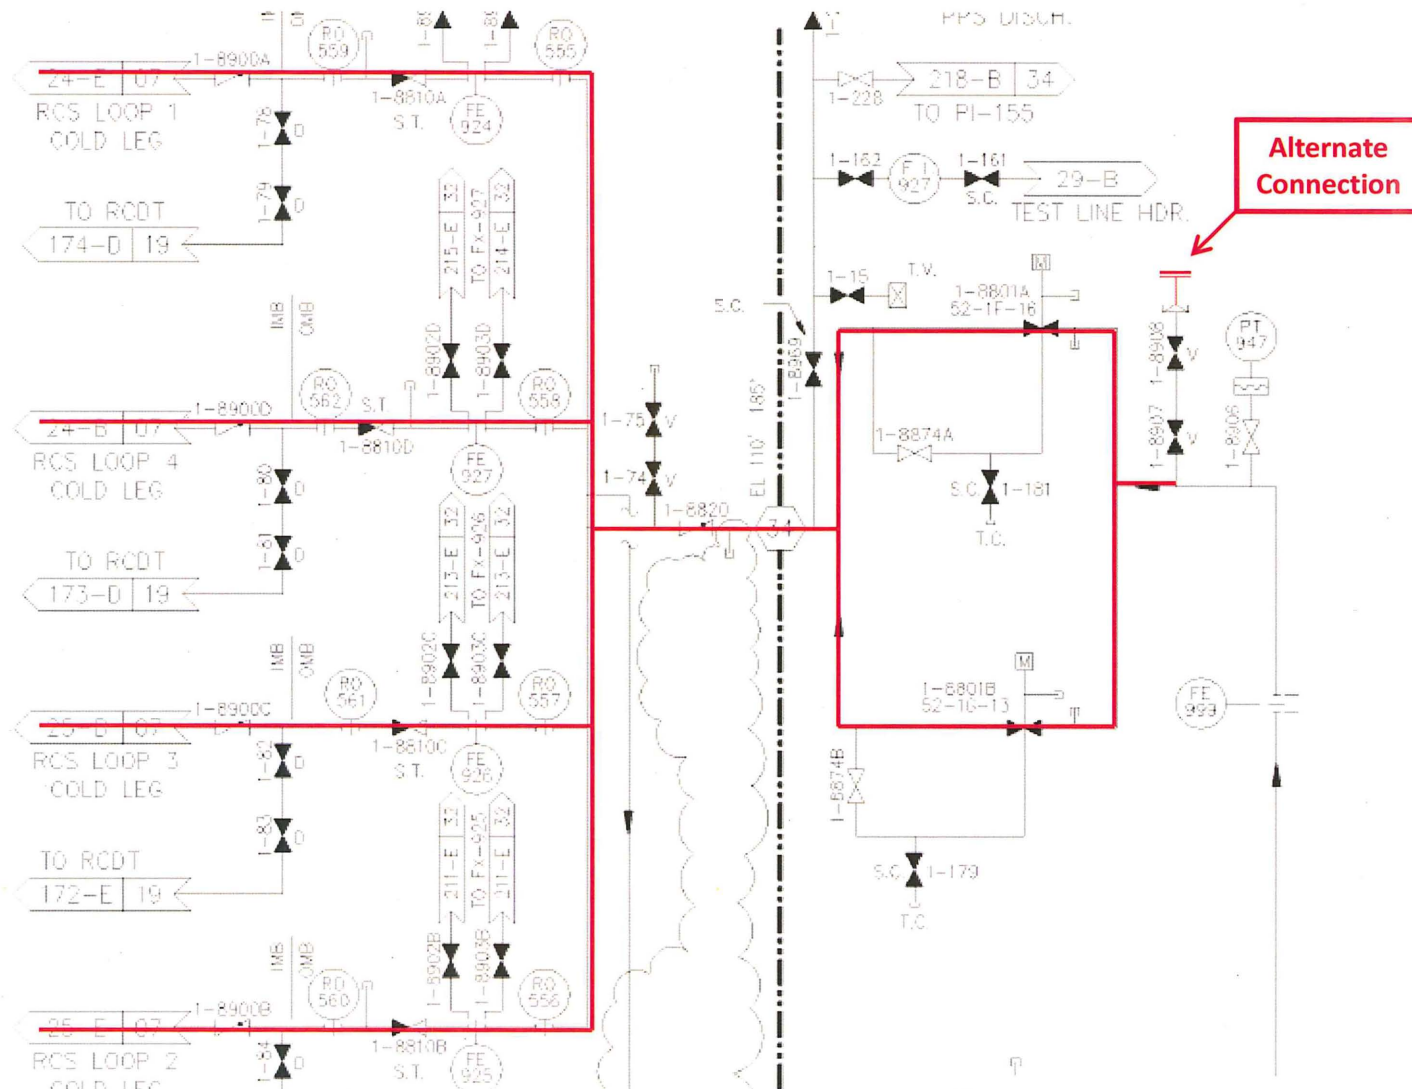 RO
559
RO
555
PPS DISCH.
1-8900A
24-E 07
RCS LOOP 1
COLD LEG
1-8810A
S.T.
FE
924
1-78
D
1-79
D
TO RCDT
174-D 19
218-B 34
1-228
TO PI-155
1-162
F I
927
1-161
S.C.
29-B
TEST LINE HDR.
Alternate
Connection
215-E 32
TO Fx-927
214-E 32
1-8902D
1-8903D
IMB
OMB
1-15
T.V.
S.C.
1-8969
M
1-8801A
52-1F-16
1-8908
V
PT
947
1-8907
V
1-8906
1-8900D
RO
562
S.T.
RO
558
24-B 07
RCS LOOP 4
COLD LEG
1-8810D
FE
927
1-75
V
1-74
V
EL 110' 185°
1-8874A
S.C.
1-181
T.C.
1-80
D
1-81
D
TO RCDT
173-D 19
213-E 32
TO Fx-926
213-E 32
1-8902C
1-8903C
1-8820
34
IMB
OMB
1-8900C
RO
561
RO
557
25-B 07
RCS LOOP 3
COLD LEG
1-8810C
S.T.
FE
926
M
1-8801B
52-1G-13
FE
999
1-82
D
1-83
D
TO RCDT
172-E 19
211-E 32
TO Fx-925
211-E 32
1-8902B
1-8903B
1-8874B
S.C.
1-179
T.C.
IMB
OMB
1-8900B
RO
560
RO
556
25-E 07
RCS LOOP 2
COLD LEG
1-8810B
S.T.
FE
925
1-84
D